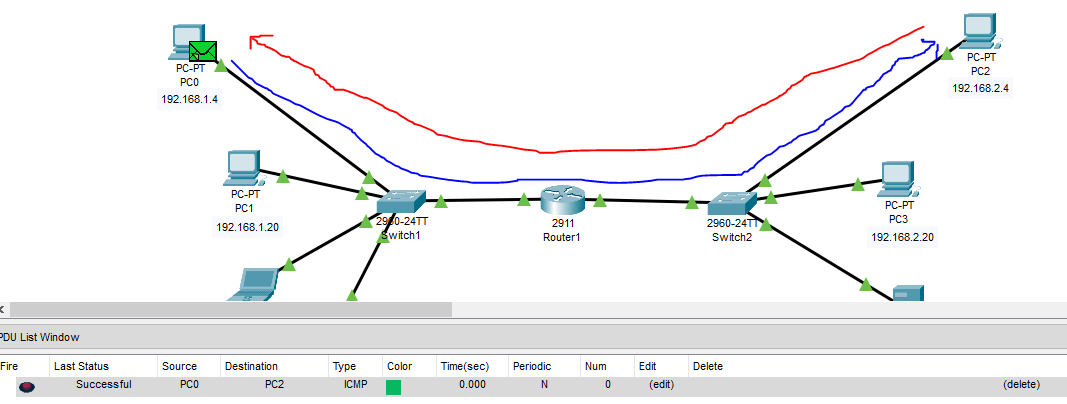 PC-PT
PC0
192.168.1.4
PC-PT
PC2
192.168.2.4
PC-PT
PC1
192.168.1.20
PC-PT
PC3
192.168.2.20
2960-24TT
Switch1
2911
Router1
2960-24TT
Switch2
PDU List Window
Fire Last Status Source Destination Type Color Time(sec) Periodic Num Edit Delete
Successful PC0 PC2 ICMP 0.000 N 0 (edit) (delete)